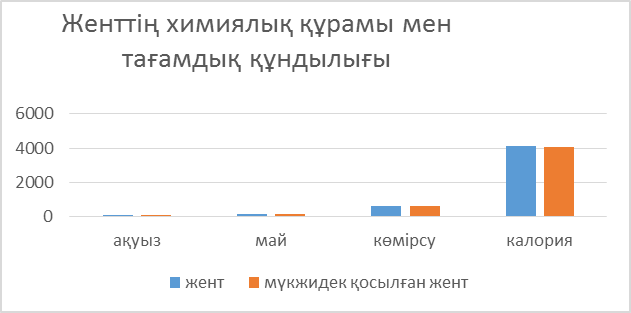 Женттің химиялық құрамы мен
тағамдық құндылығы
6000
4000
2000
0
ақуыз май көмірсу калория
жент мүкжидек қосылған жент